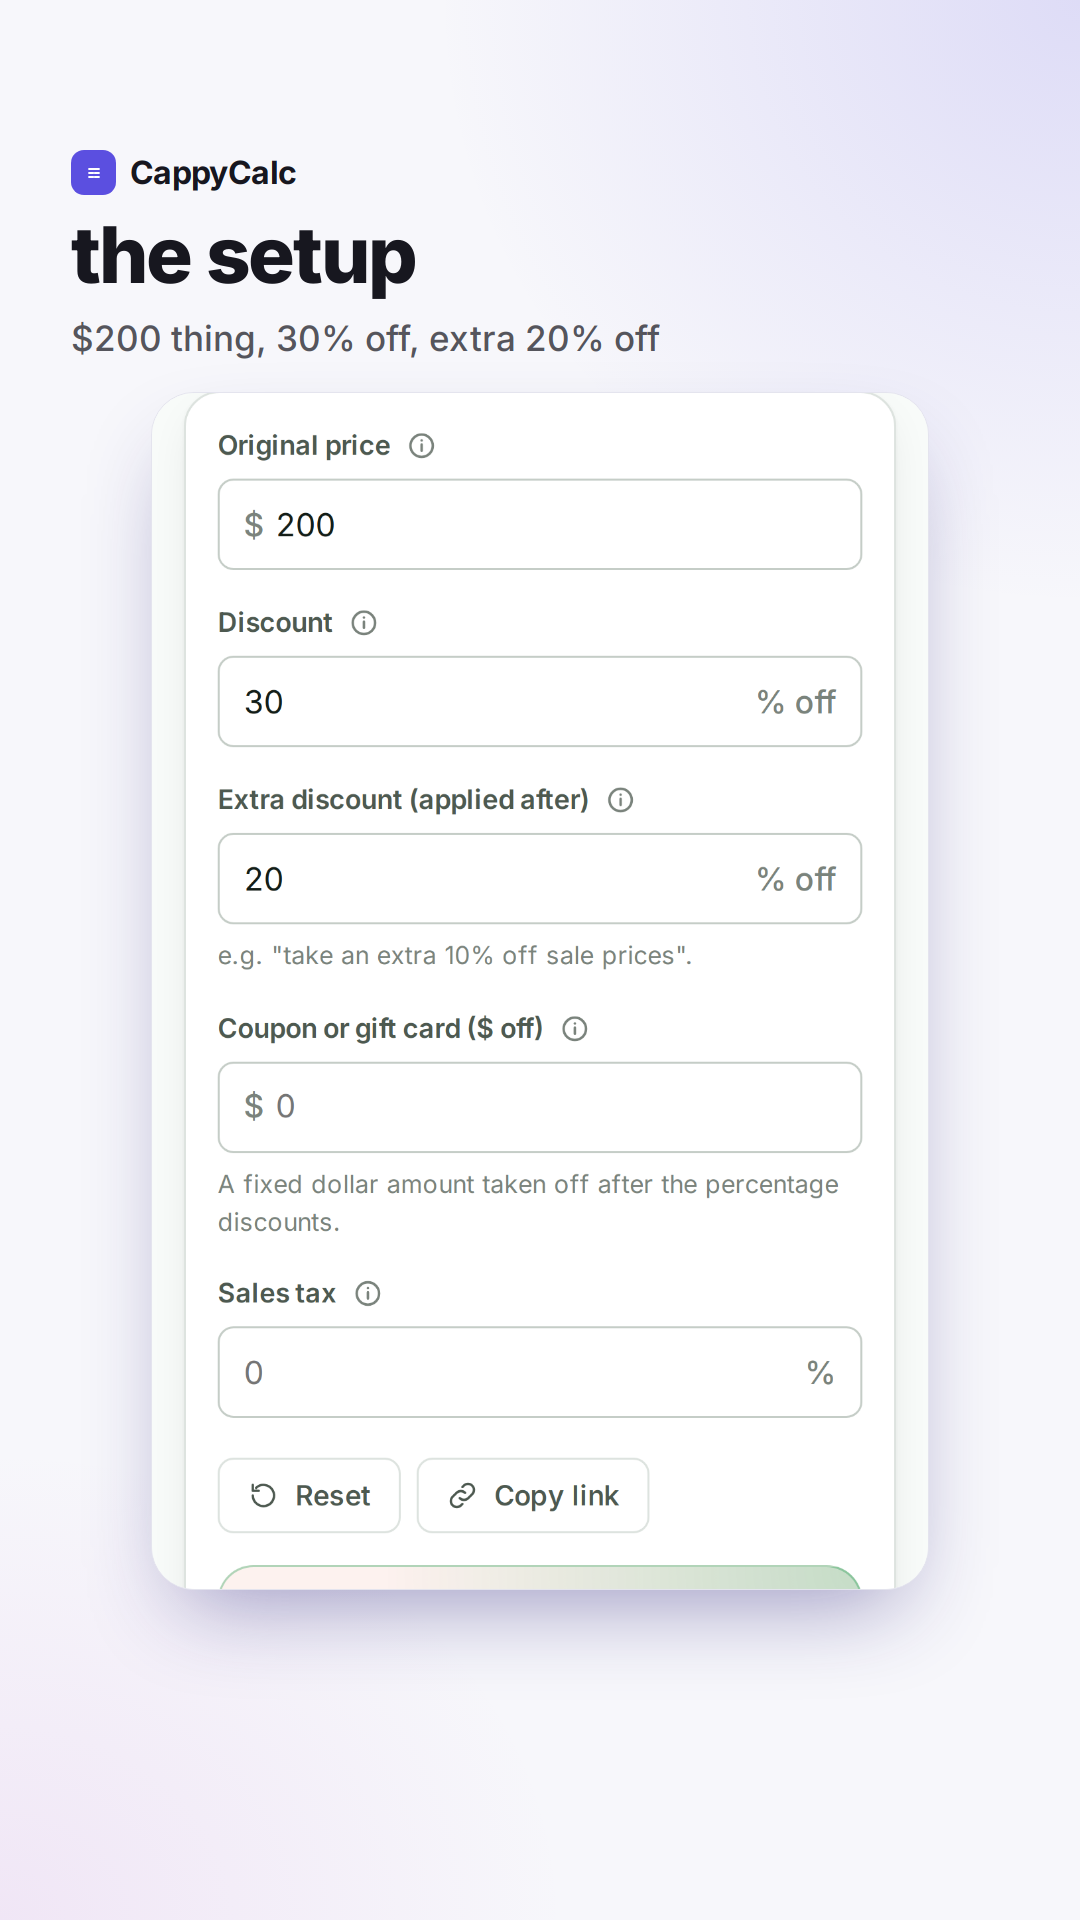 CappyCalc
the setup
$200 thing, 30% off, extra 20% off
Original price
$ 200
Discount
30 % off
Extra discount (applied after)
20 % off
e.g. "take an extra 10% off sale prices".
Coupon or gift card ($ off)
$ 0
A fixed dollar amount taken off after the percentage
discounts.
Sales tax
0 %
Reset Copy link